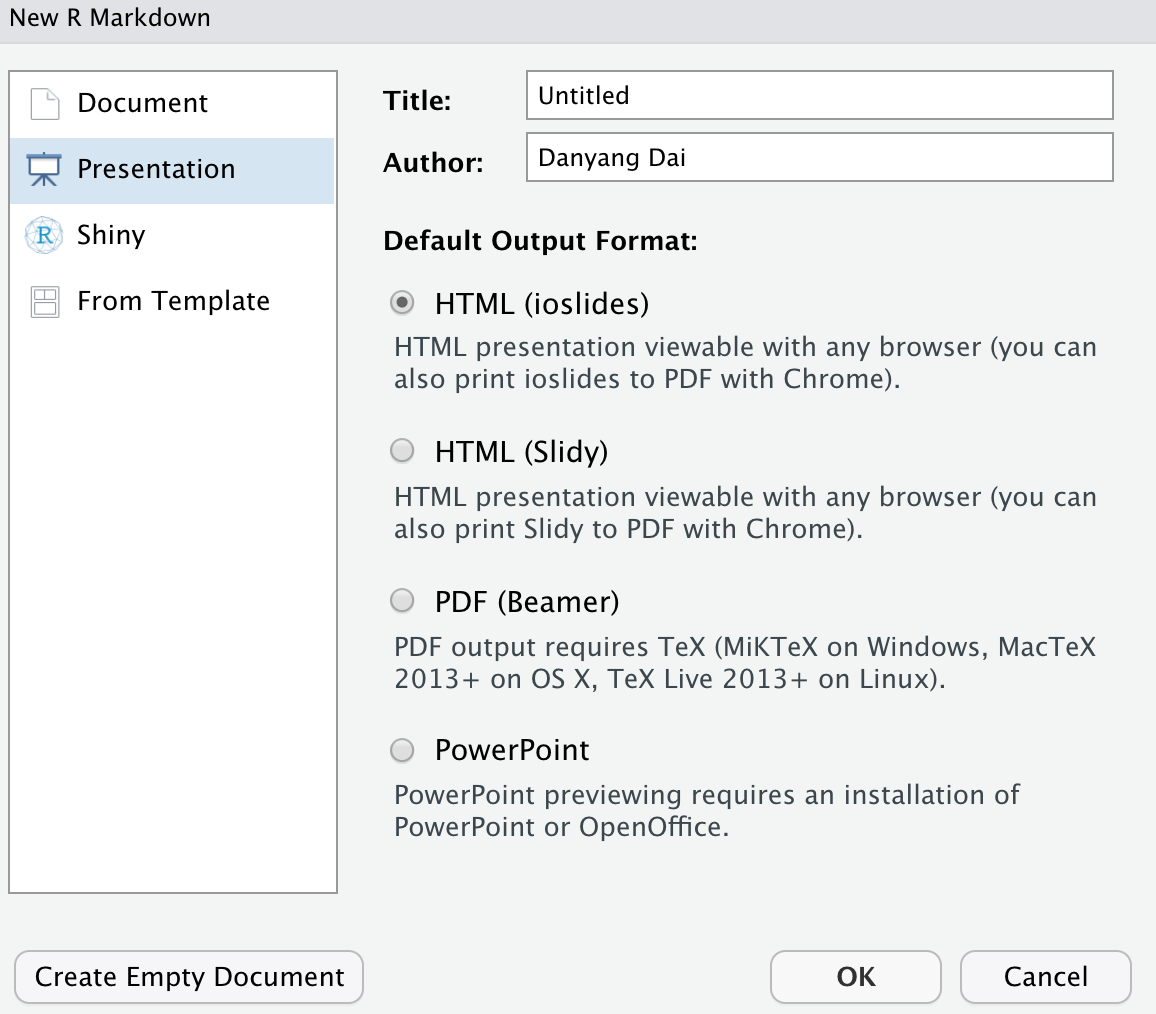 New R Markdown
Document
Presentation
R
Shiny
From Template
Title:
Untitled
Author:
Danyang Dai
Default Output Format:
HTML (ioslides)
HTML presentation viewable with any browser (you can
also print ioslides to PDF with Chrome).
HTML (Slidy)
HTML presentation viewable with any browser (you can
also print Slidy to PDF with Chrome).
PDF (Beamer)
PDF output requires TeX (MiKTeX on Windows, MacTeX
2013+ on OS X, TeX Live 2013+ on Linux).
PowerPoint
PowerPoint previewing requires an installation of
PowerPoint or OpenOffice.
Create Empty Document
OK
Cancel